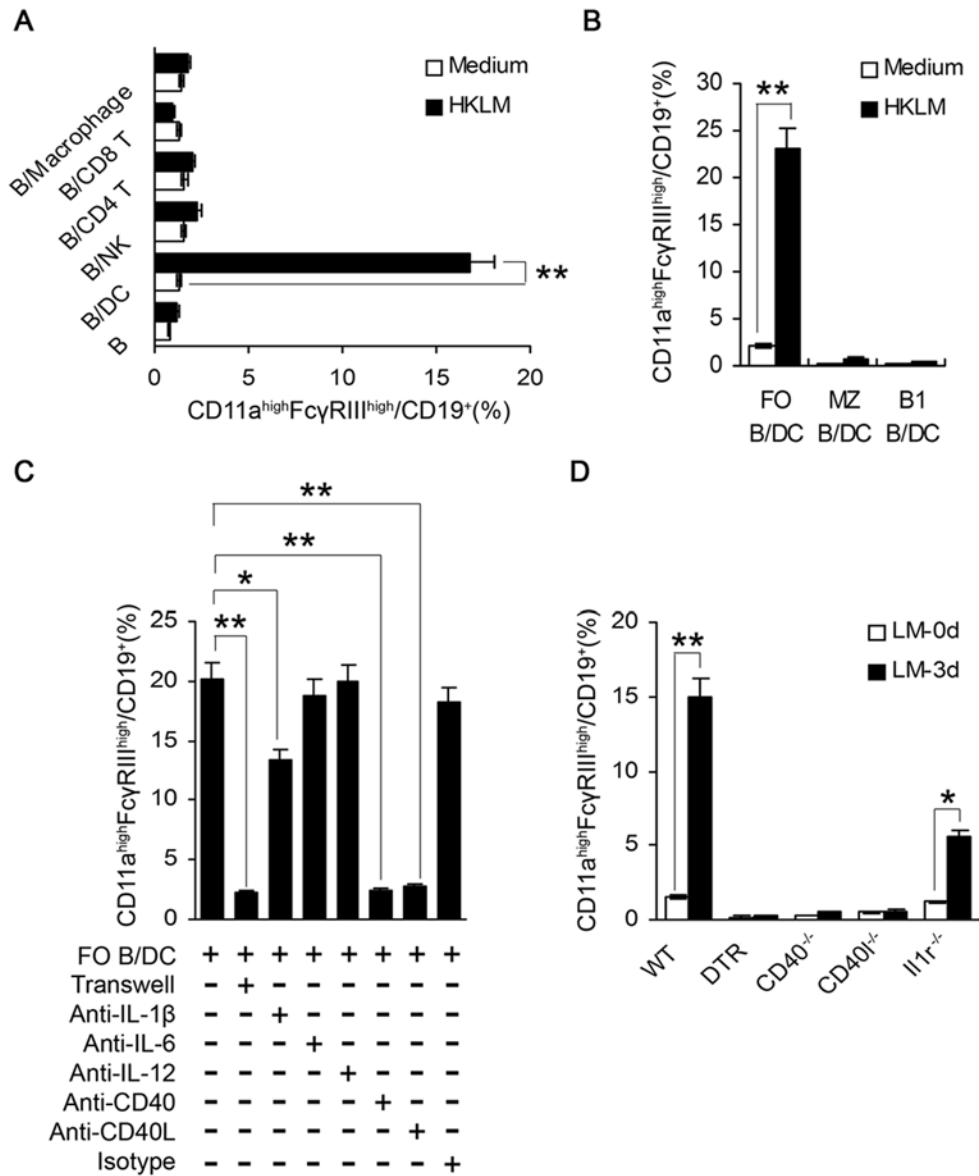 A
Medium
HKLM
B/Macrophage
B/CD8 T
B/CD4 T
B/NK
B/DC
B
**
0 5 10 15 20
CD11a^high FcγRIII^high/CD19⁺(%)
B
Medium
HKLM
CD11a^high FcγRIII^high/CD19⁺(%)
30
25
20
15
10
5
0
**
FO MZ B1
B/DC B/DC B/DC
C
**
**
*
**
CD11a^high FcγRIII^high/CD19⁺(%)
25
20
15
10
5
0
FO B/DC + + + + + + + +
Transwell - + - - - - - -
Anti-IL-1β - - + - - - - -
Anti-IL-6 - - - + - - - -
Anti-IL-12 - - - - + - - -
Anti-CD40 - - - - - + - -
Anti-CD40L - - - - - - + -
Isotype - - - - - - - +
D
LM-0d
LM-3d
CD11a^high FcγRIII^high/CD19⁺(%)
20
15
10
5
0
**
*
WT
DTR
CD40⁻/⁻
CD40l⁻/⁻
Il1r⁻/⁻